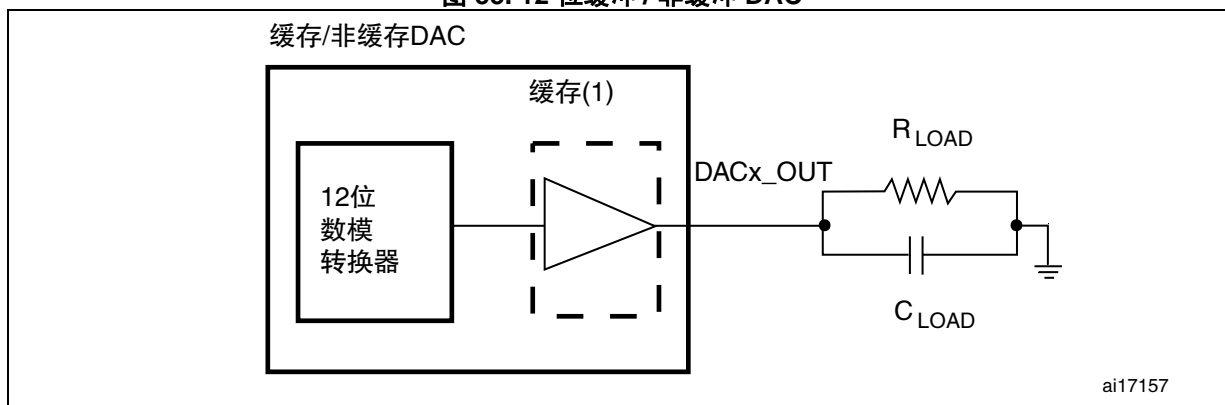 缓存/非缓存DAC
缓存(1)
R LOAD
DACx_OUT
12位
数模
转换器
C LOAD
ai17157